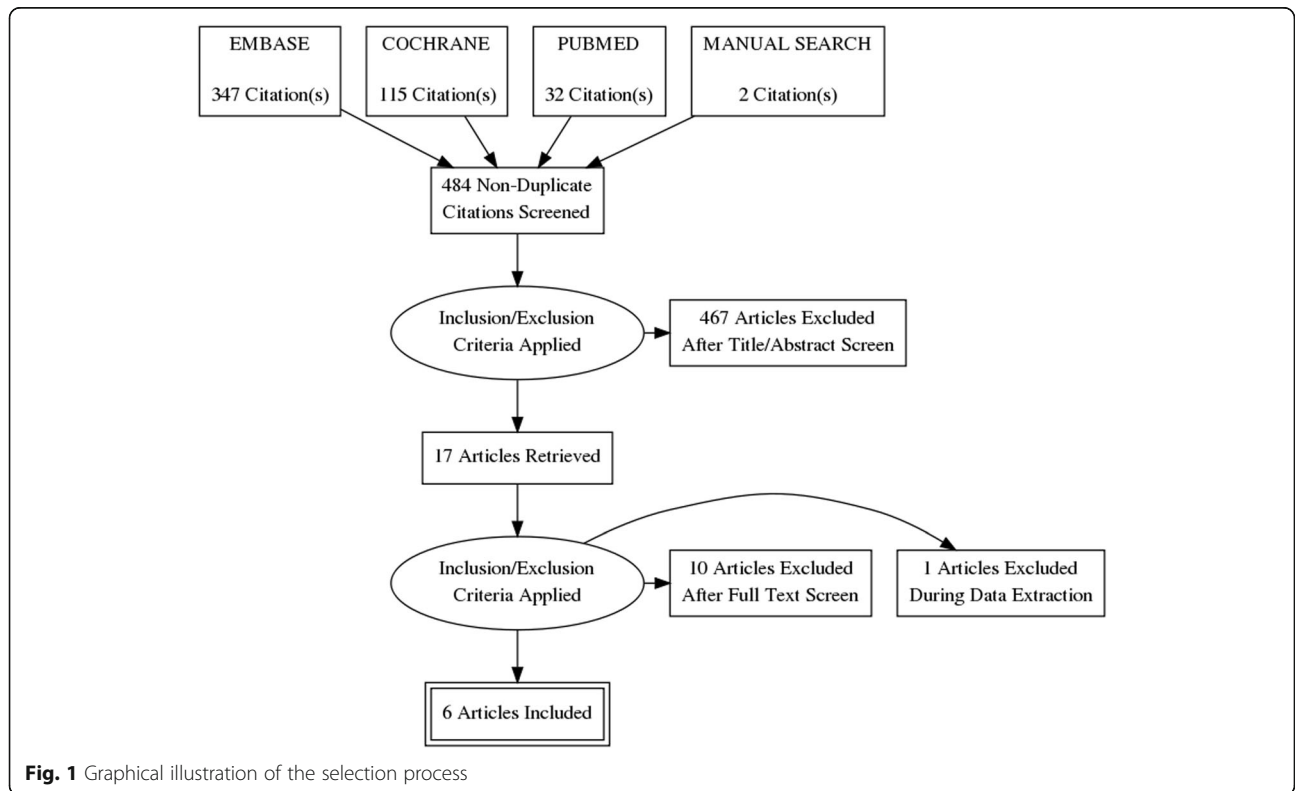 EMBASE
347 Citation(s)
COCHRANE
115 Citation(s)
PUBMED
32 Citation(s)
MANUAL SEARCH
2 Citation(s)
484 Non-Duplicate
Citations Screened
Inclusion/Exclusion
Criteria Applied
467 Articles Excluded
After Title/Abstract Screen
17 Articles Retrieved
Inclusion/Exclusion
Criteria Applied
10 Articles Excluded
After Full Text Screen
1 Articles Excluded
During Data Extraction
6 Articles Included
Fig. 1 Graphical illustration of the selection process